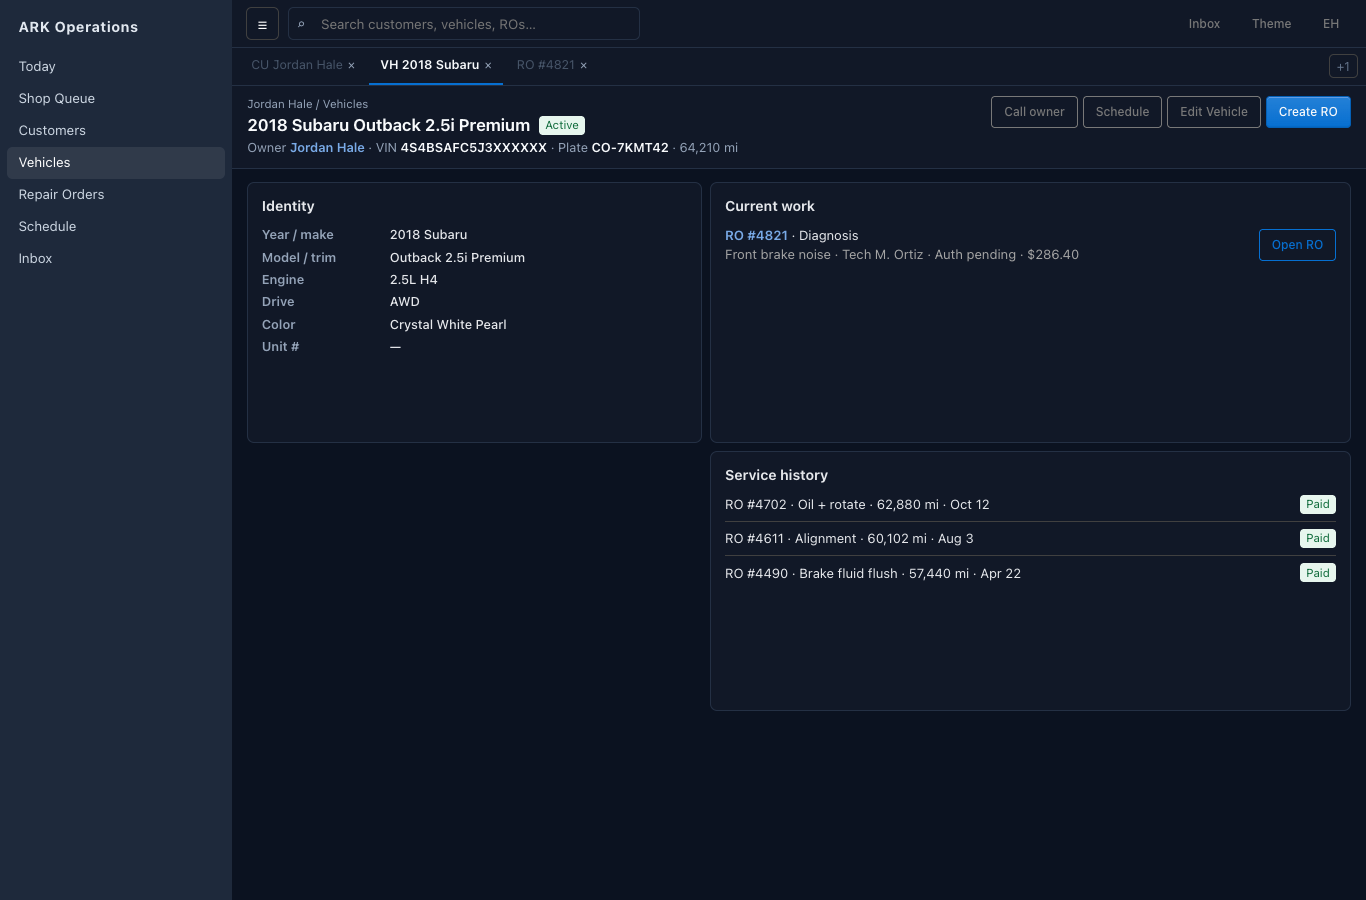 ARK Operations
Today
Shop Queue
Customers
Vehicles
Repair Orders
Schedule
Inbox
Search customers, vehicles, ROs...
Inbox
Theme
EH
CU Jordan Hale ×
VH 2018 Subaru ×
RO #4821 ×
+1
Jordan Hale / Vehicles
2018 Subaru Outback 2.5i Premium Active
Owner Jordan Hale · VIN 4S4BSAFC5J3XXXXXX · Plate CO-7KMT42 · 64,210 mi
Call owner
Schedule
Edit Vehicle
Create RO
Identity
Year / make 2018 Subaru
Model / trim Outback 2.5i Premium
Engine 2.5L H4
Drive AWD
Color Crystal White Pearl
Unit # —
Current work
RO #4821 · Diagnosis
Front brake noise · Tech M. Ortiz · Auth pending · $286.40
Open RO
Service history
RO #4702 · Oil + rotate · 62,880 mi · Oct 12 Paid
RO #4611 · Alignment · 60,102 mi · Aug 3 Paid
RO #4490 · Brake fluid flush · 57,440 mi · Apr 22 Paid